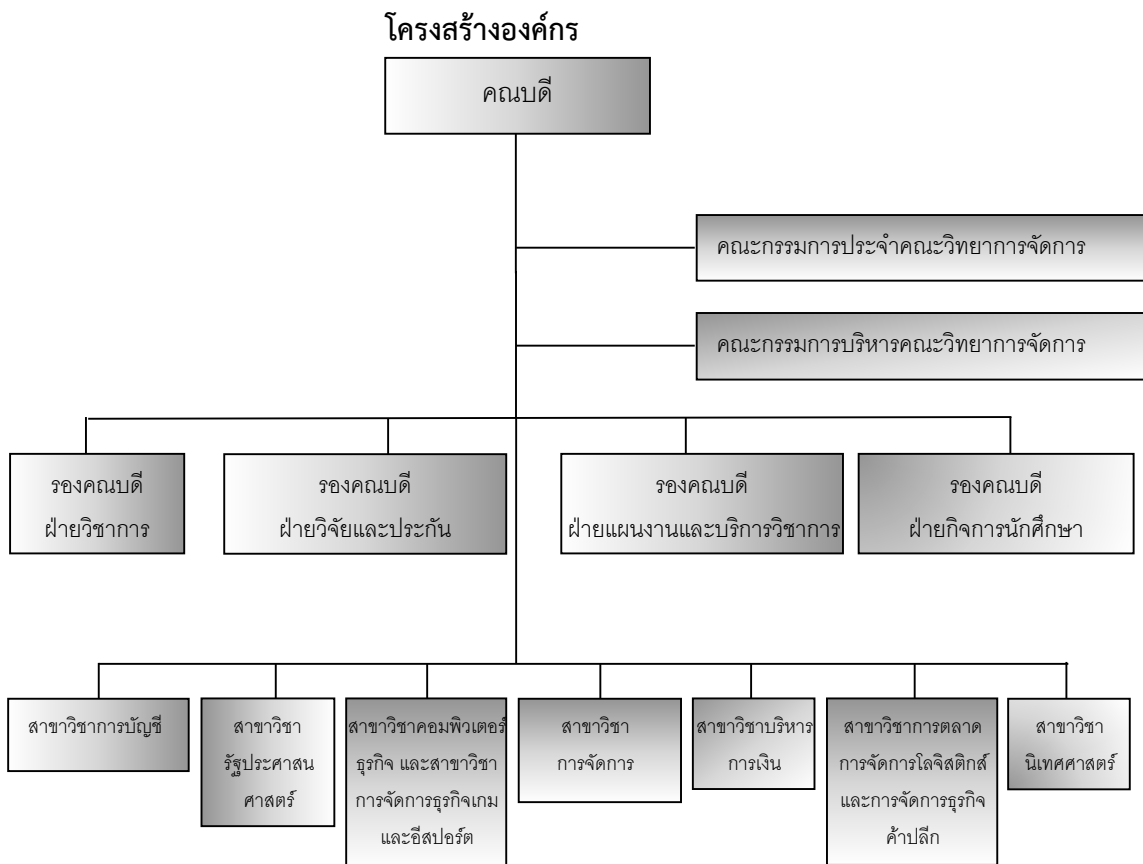 โครงสร้างองค์กร
คณบดี
คณะกรรมการประจำคณะวิทยาการจัดการ
คณะกรรมการบริหารคณะวิทยาการจัดการ
รองคณบดี
ฝ่ายวิชาการ
รองคณบดี
ฝ่ายวิจัยและประกัน
รองคณบดี
ฝ่ายแผนงานและบริการวิชาการ
รองคณบดี
ฝ่ายกิจการนักศึกษา
สาขาวิชาการบัญชี
สาขาวิชา
รัฐประศาสน
ศาสตร์
สาขาวิชาคอมพิวเตอร์
ธุรกิจ และสาขาวิชา
การจัดการธุรกิจเกม
และอีสปอร์ต
สาขาวิชา
การจัดการ
สาขาวิชาบริหาร
การเงิน
สาขาวิชาการตลาด
การจัดการโลจิสติกส์
และการจัดการธุรกิจ
ค้าปลีก
สาขาวิชา
นิเทศศาสตร์